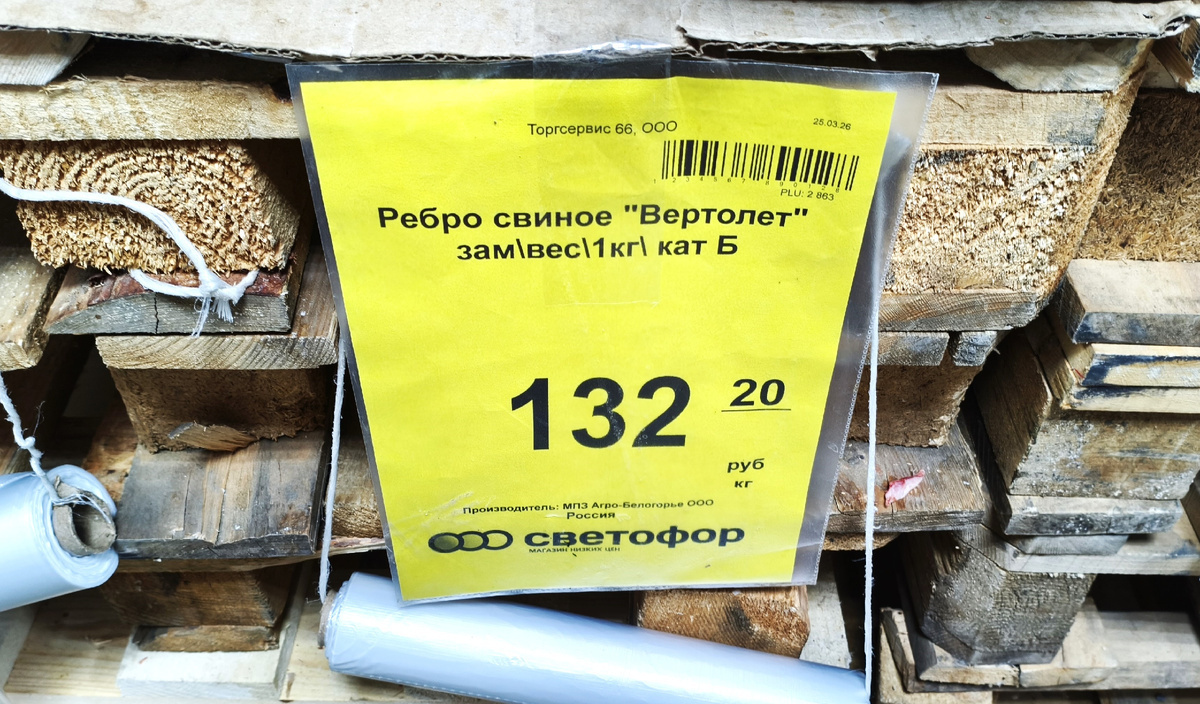 Торгсервис 66, ООО
25.03.26
PLU: 2 863
Ребро свиное "Вертолет"
зам\вес\1кг\ кат Б
132 20
руб
кг
Производитель: МПЗ Агро-Белогорье ООО
Россия
светофор
МАГАЗИН НИЗКИХ ЦЕН